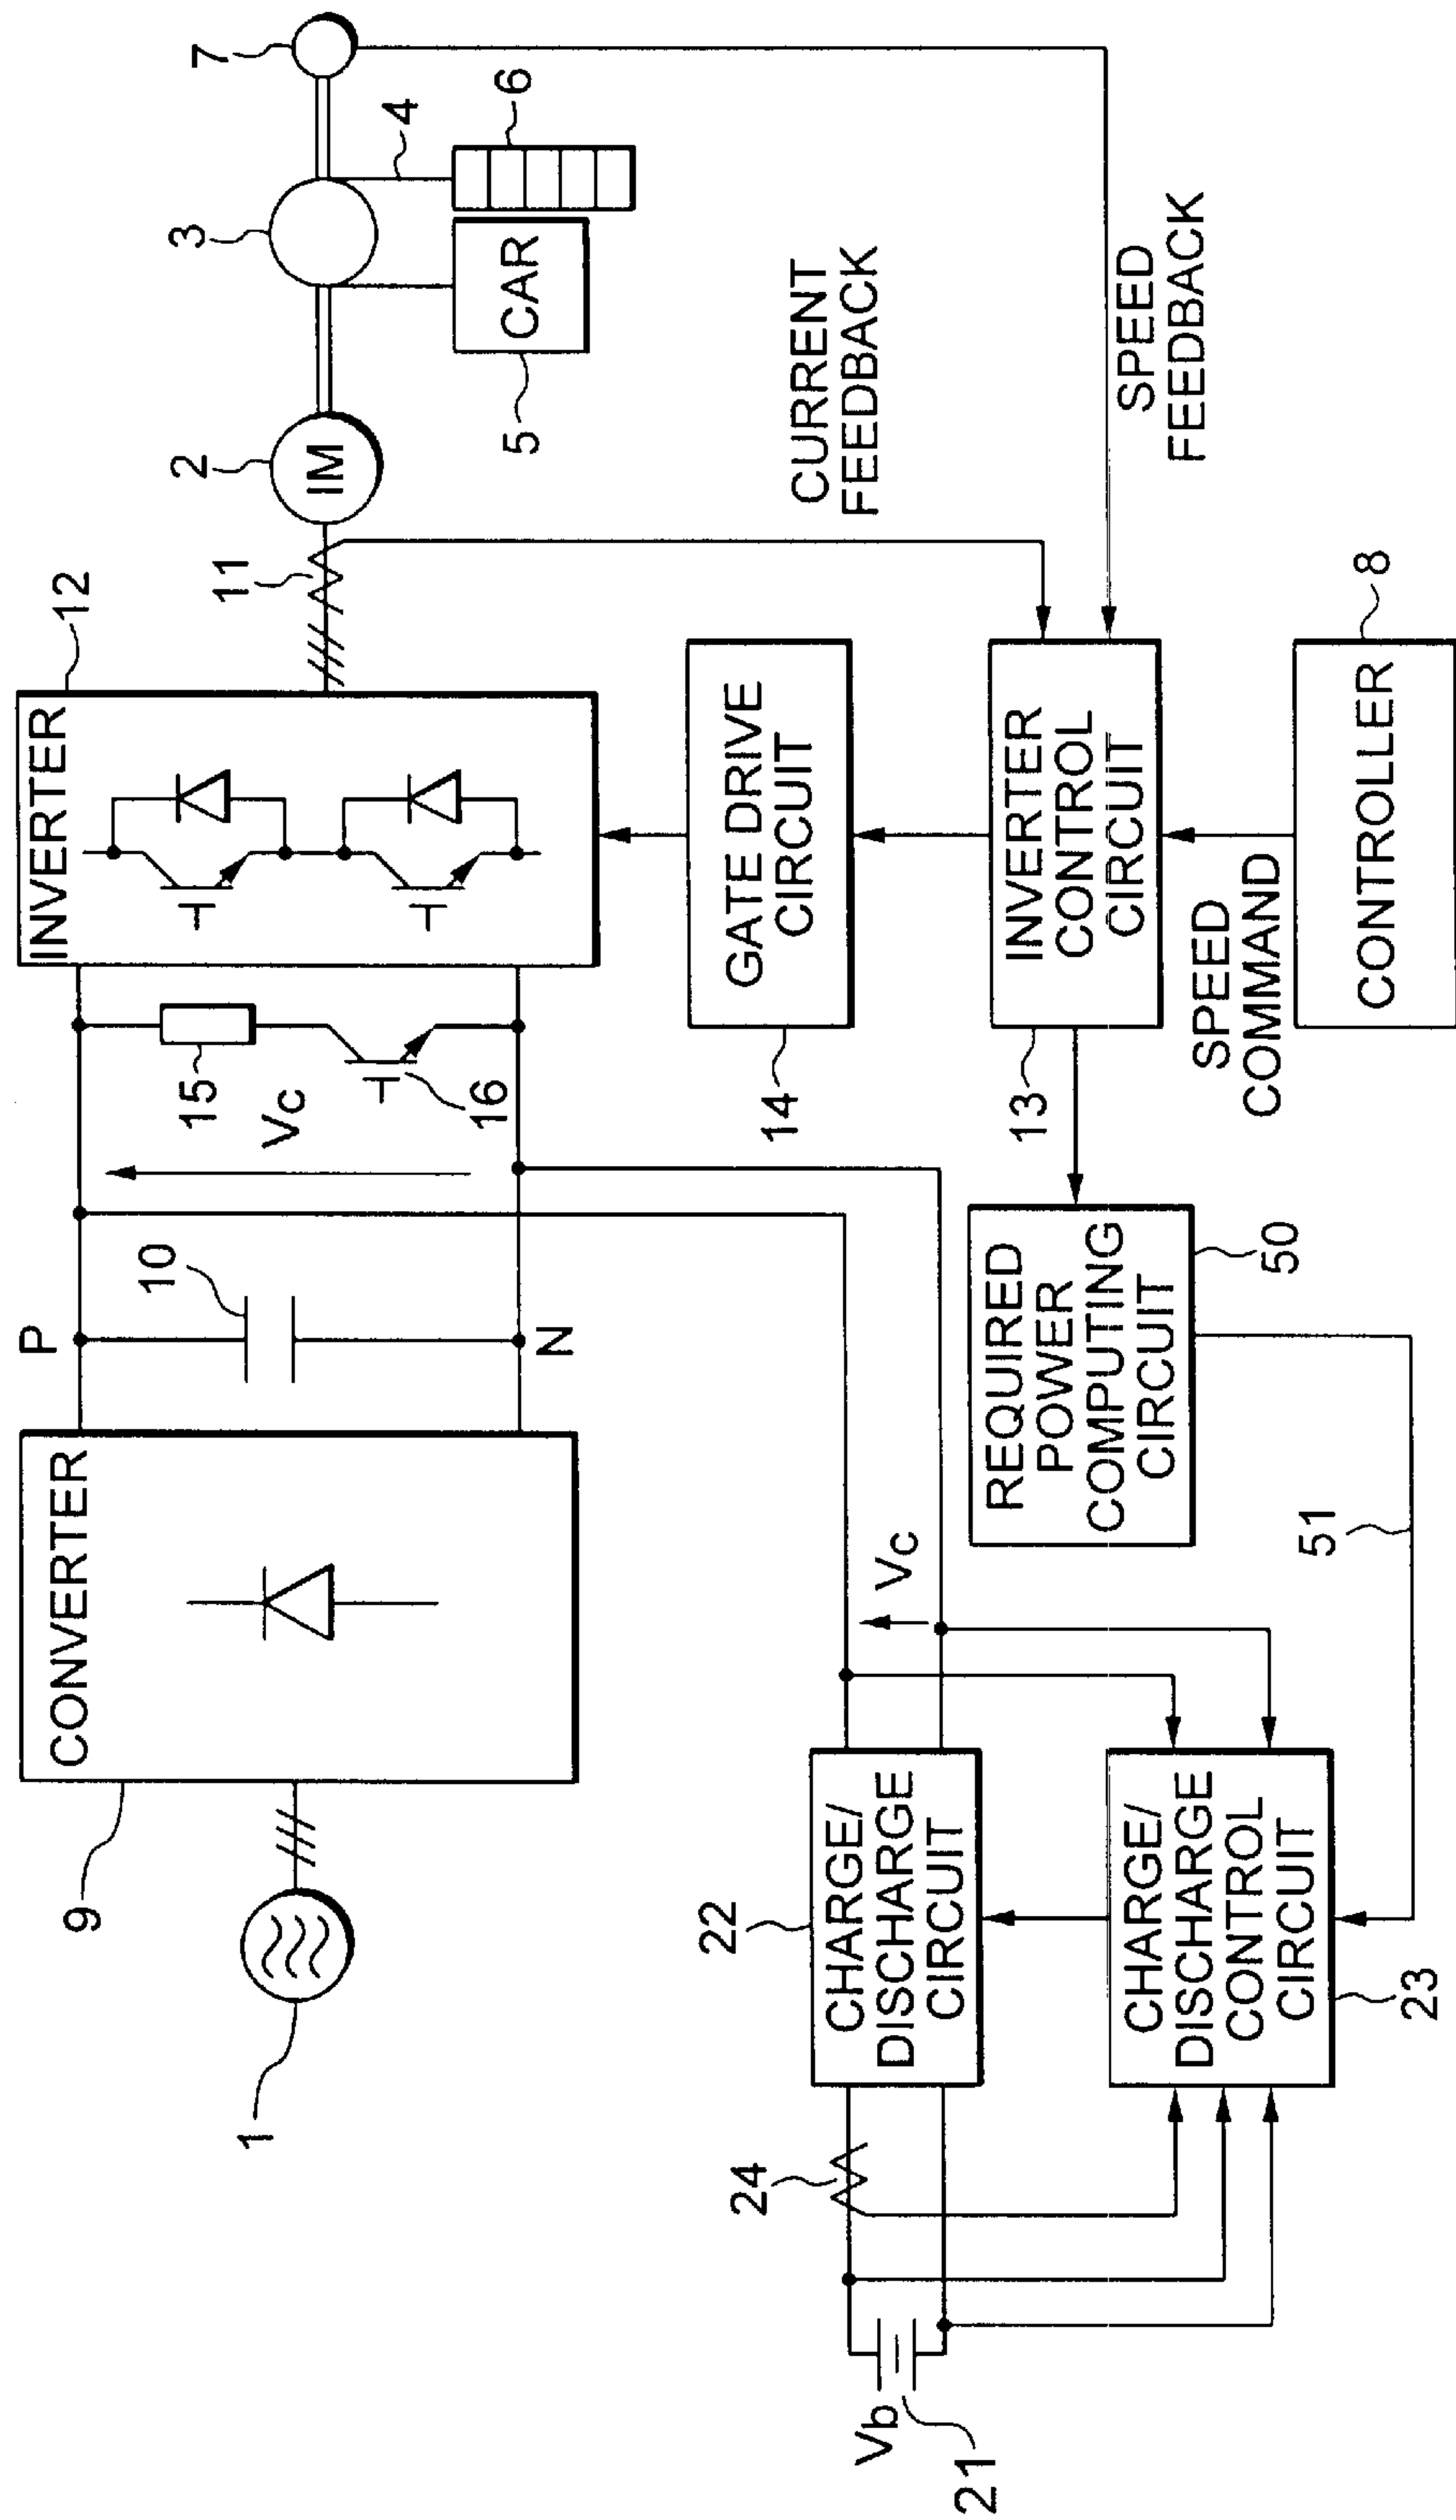 7
3
4
6
CAR
5
2
IM
11
12
INVERTER
CURRENT
FEEDBACK
SPEED
FEEDBACK
15
16
Vc
GATE DRIVE
CIRCUIT
14
INVERTER
CONTROL
CIRCUIT
13
SPEED
COMMAND
CONTROLLER
8
P
10
N
CONVERTER
9
1
REQUIRED
POWER
COMPUTING
CIRCUIT
50
51
Vc
CHARGE/
DISCHARGE
CIRCUIT
22
CHARGE/
DISCHARGE
CONTROL
CIRCUIT
23
24
Vb
21